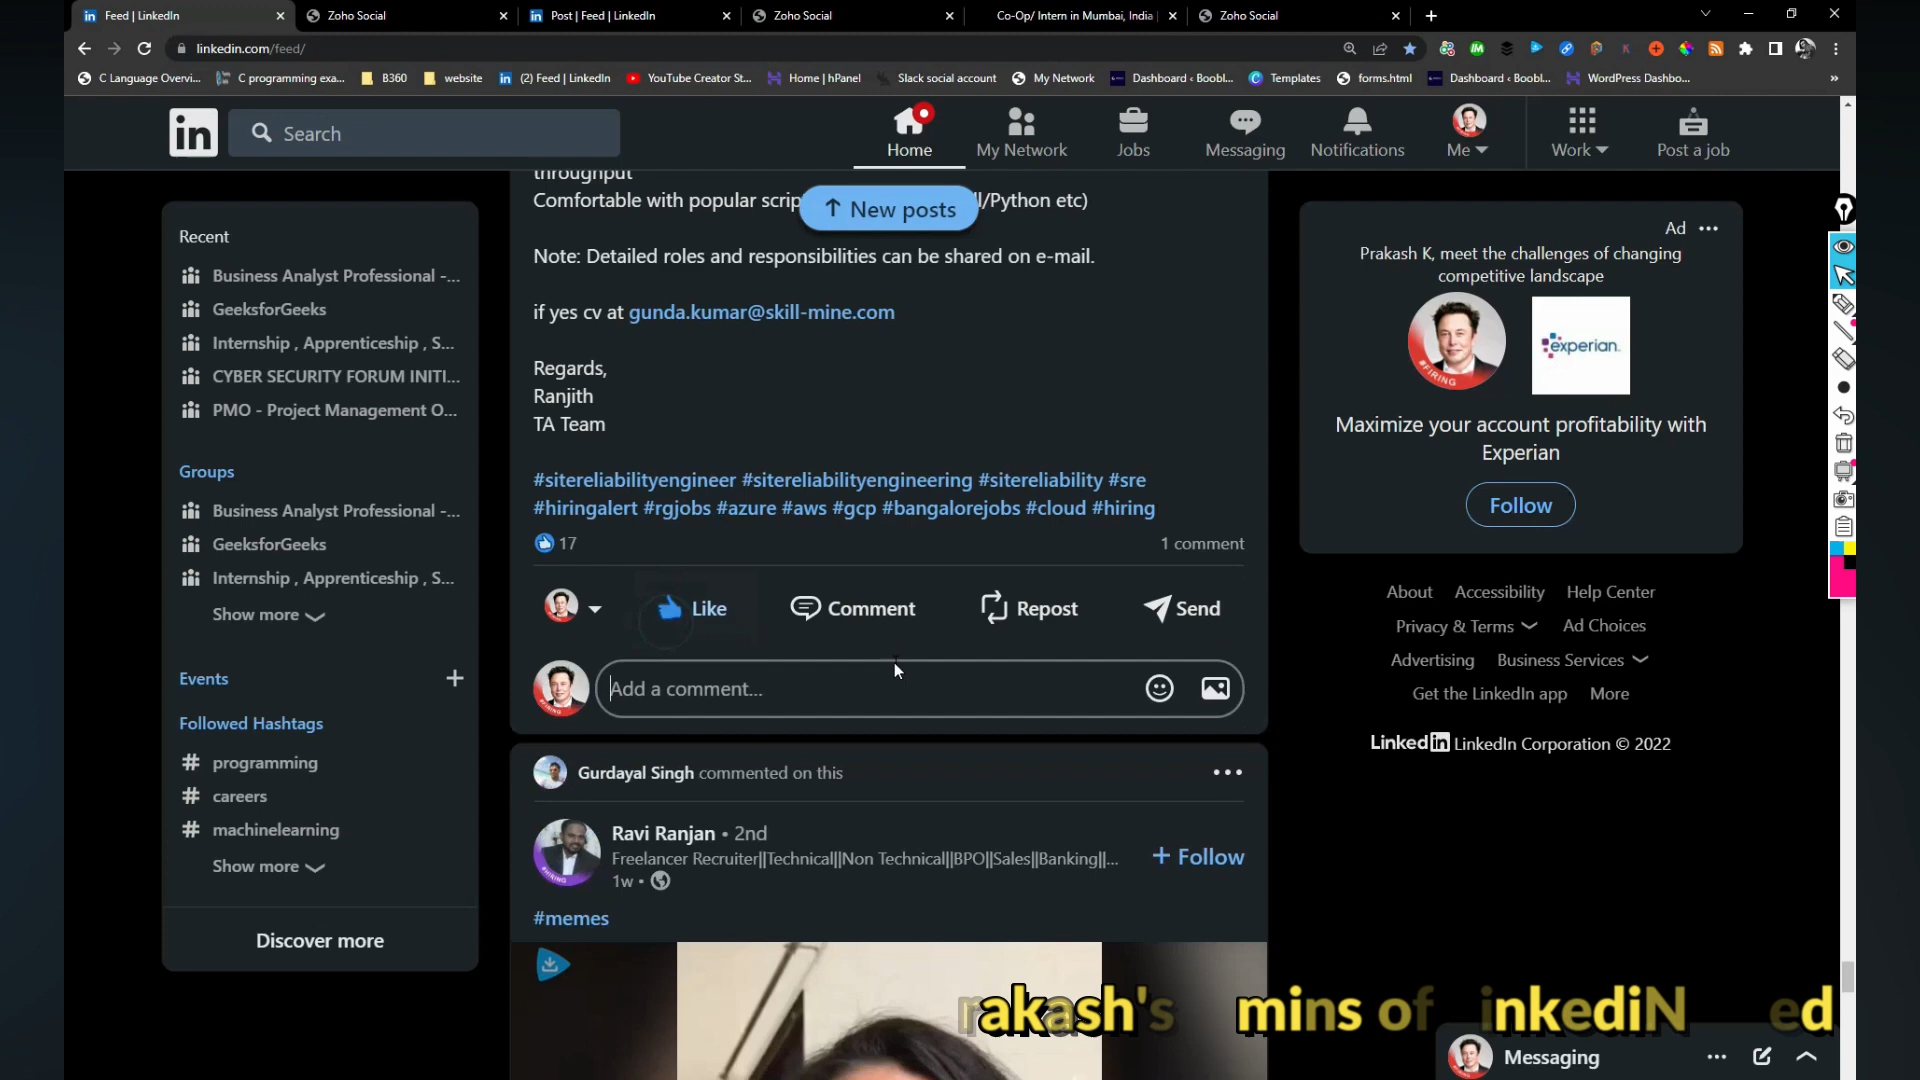 Feed | LinkedIn
Zoho Social
Post | Feed | LinkedIn
Zoho Social
Co-Op/ Intern in Mumbai, India |
Zoho Social
linkedin.com/feed/
C Language Overvi...
C programming exa...
B360
website
(2) Feed | LinkedIn
YouTube Creator St...
Home | hPanel
Slack social account
My Network
Dashboard ‹ Boobl...
Templates
forms.html
Dashboard ‹ Boobl...
WordPress Dashbo...
»
in
Search
Home
My Network
Jobs
Messaging
Notifications
Me
Work
Post a job
Recent
Business Analyst Professional -...
GeeksforGeeks
Internship , Apprenticeship , S...
CYBER SECURITY FORUM INITI...
PMO - Project Management O...
Groups
Business Analyst Professional -...
GeeksforGeeks
Internship , Apprenticeship , S...
Show more
Events
Followed Hashtags
# programming
# careers
# machinelearning
Show more
Discover more
throughput
New posts
Comfortable with popular scrip l/Python etc)
Note: Detailed roles and responsibilities can be shared on e-mail.
if yes cv at gunda.kumar@skill-mine.com
Regards,
Ranjith
TA Team
#sitereliabilityengineer #sitereliabilityengineering #sitereliability #sre
#hiringalert #rgjobs #azure #aws #gcp #bangalorejobs #cloud #hiring
17
1 comment
Like
Comment
Repost
Send
Add a comment...
Gurdayal Singh commented on this
Ravi Ranjan • 2nd
Freelancer Recruiter||Technical||Non Technical||BPO||Sales||Banking||...
+ Follow
1w •
#memes
Ad
Prakash K, meet the challenges of changing
competitive landscape
#FIRING
experian.
Maximize your account profitability with
Experian
Follow
About
Accessibility
Help Center
Privacy & Terms
Ad Choices
Advertising
Business Services
Get the LinkedIn app
More
LinkedIn LinkedIn Corporation © 2022
rakash's mins of inkediN ed
Messaging